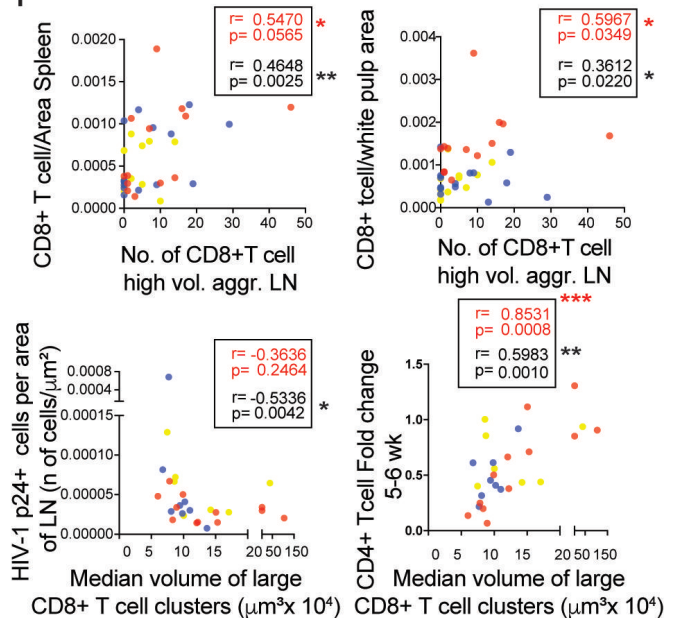 CD8+ T cell/Area Spleen
0.0020
0.0015
0.0010
0.0005
0.0000
0 10 20 30 40 50
No. of CD8+T cell
high vol. aggr. LN
r= 0.5470 *
p= 0.0565
r= 0.4648
p= 0.0025 **
CD8+ tcell/white pulp area
0.004
0.003
0.002
0.001
0.000
0 10 20 30 40 50
No. of CD8+T cell
high vol. aggr. LN
r= 0.5967 *
p= 0.0349
r= 0.3612
p= 0.0220 *
HIV-1 p24+ cells per area
of LN (n of cells/µm²)
0.0008
0.0004
0.00015
0.00010
0.00005
0.00000
0 5 10 15 20 50 150
Median volume of large
CD8+ T cell clusters (µm³x 10⁴)
r= -0.3636
p= 0.2464
r= -0.5336
p= 0.0042 *
CD4+ Tcell Fold change
5-6 wk
1.5
1.0
0.5
0.0
0 5 10 15 20 50 150
Median volume of large
CD8+ T cell clusters (µm³x 10⁴)
***
r= 0.8531
p= 0.0008
r= 0.5983 **
p= 0.0010